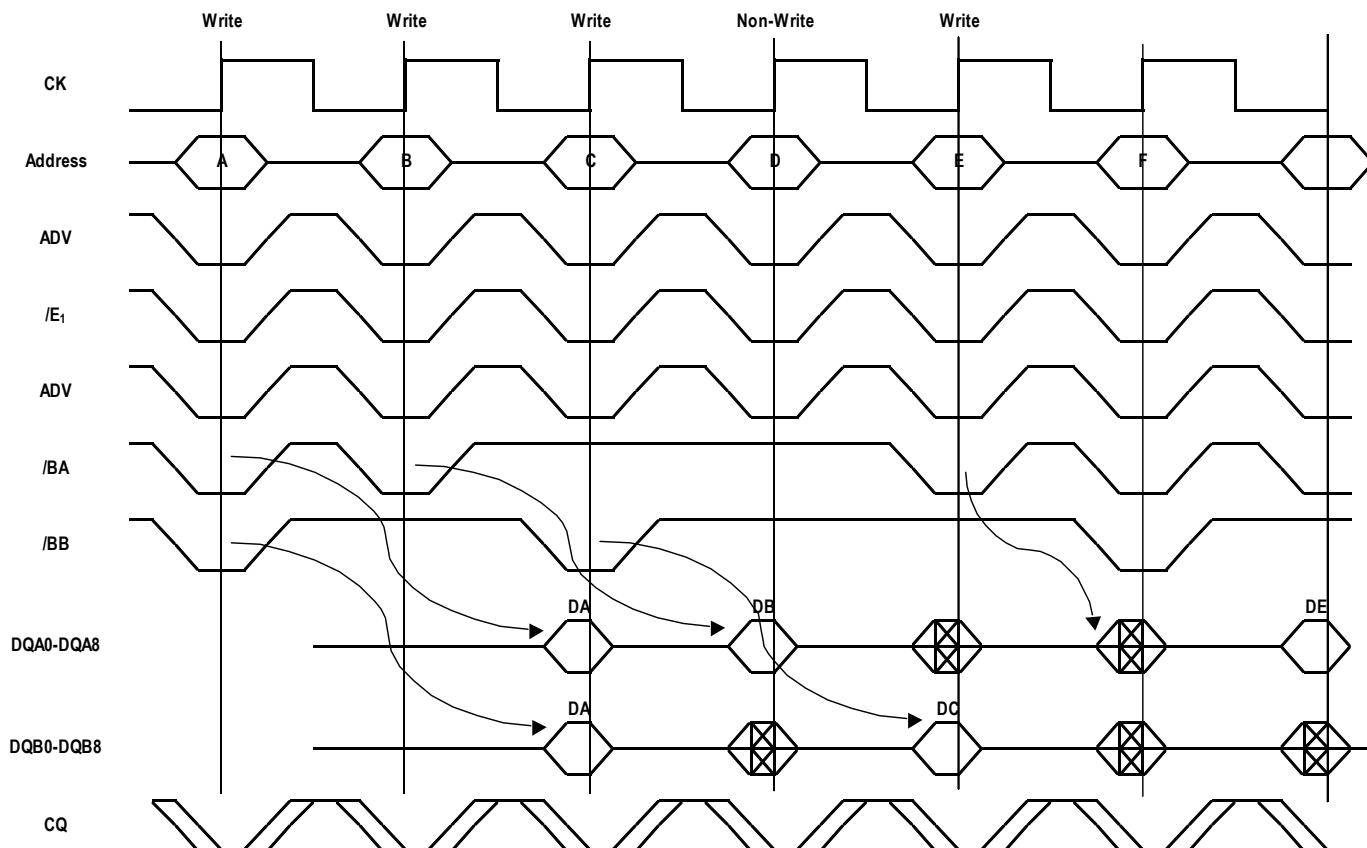 Write Write Write Non-Write Write
CK
Address A B C D E F
ADV
/E1
ADV
/BA
/BB
DA DB DE
DQA0-DQA8
DA DC
DQB0-DQB8
CQ